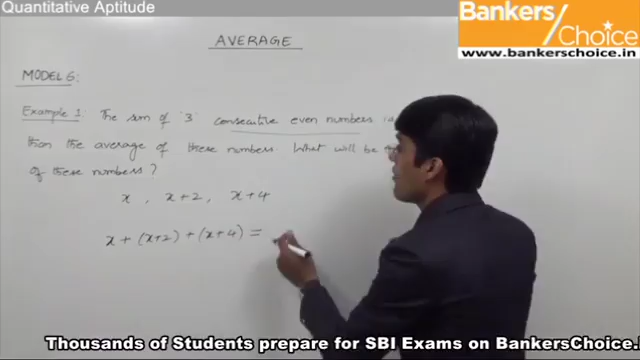 Quantitative Aptitude
Bankers/
Choice
www.bankerschoice.in
AVERAGE
MODEL 6:
Example 1: The sum of '3' consecutive even numbers is
than the average of these numbers. What will be
of these numbers?
x, x+2, x+4
x + (x+2) + (x+4) =
Thousands of Students prepare for SBI Exams on BankersChoice.